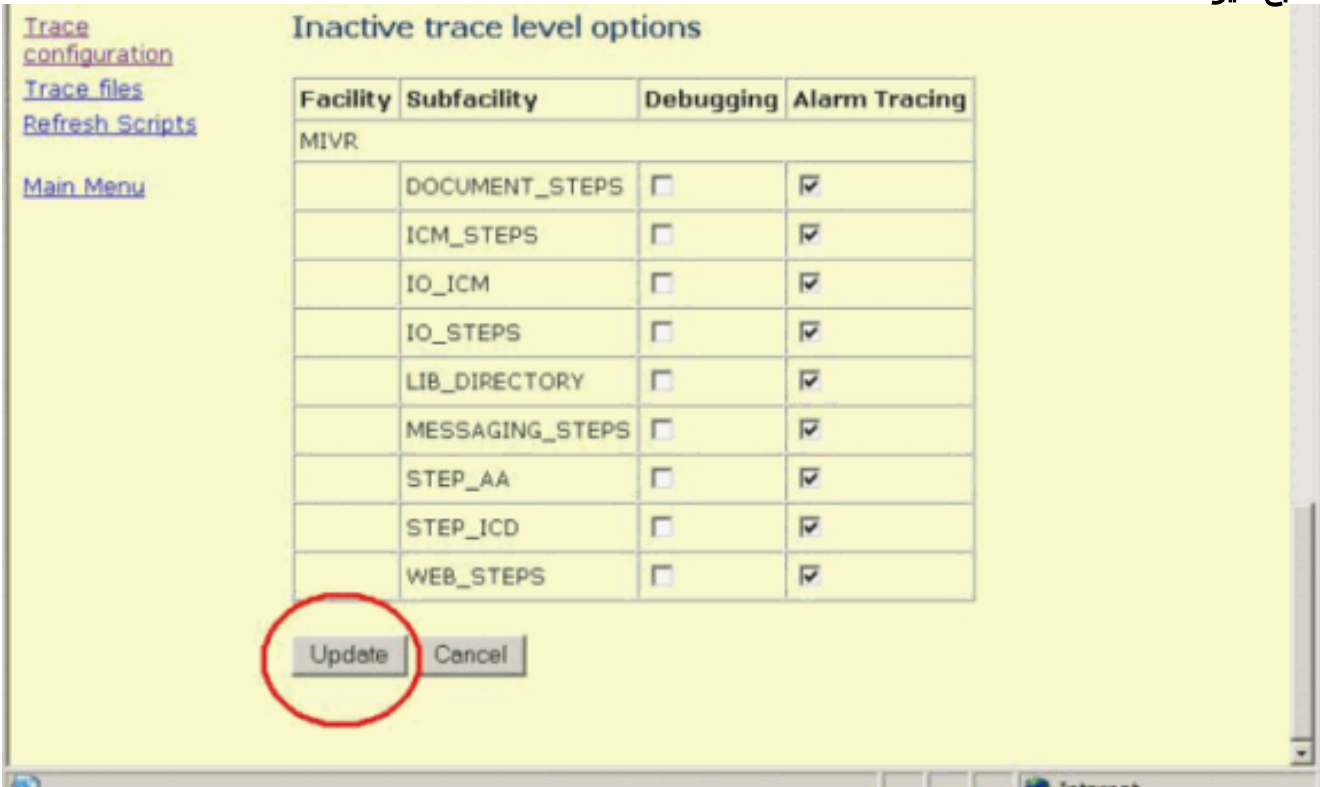 Trace
configuration
Trace files
Refresh Scripts
Main Menu
Inactive trace level options
Facility Subfacility Debugging Alarm Tracing
MIVR
DOCUMENT_STEPS
ICM_STEPS
IO_ICM
IO_STEPS
LIB_DIRECTORY
MESSAGING_STEPS
STEP_AA
STEP_ICD
WEB_STEPS
Update Cancel